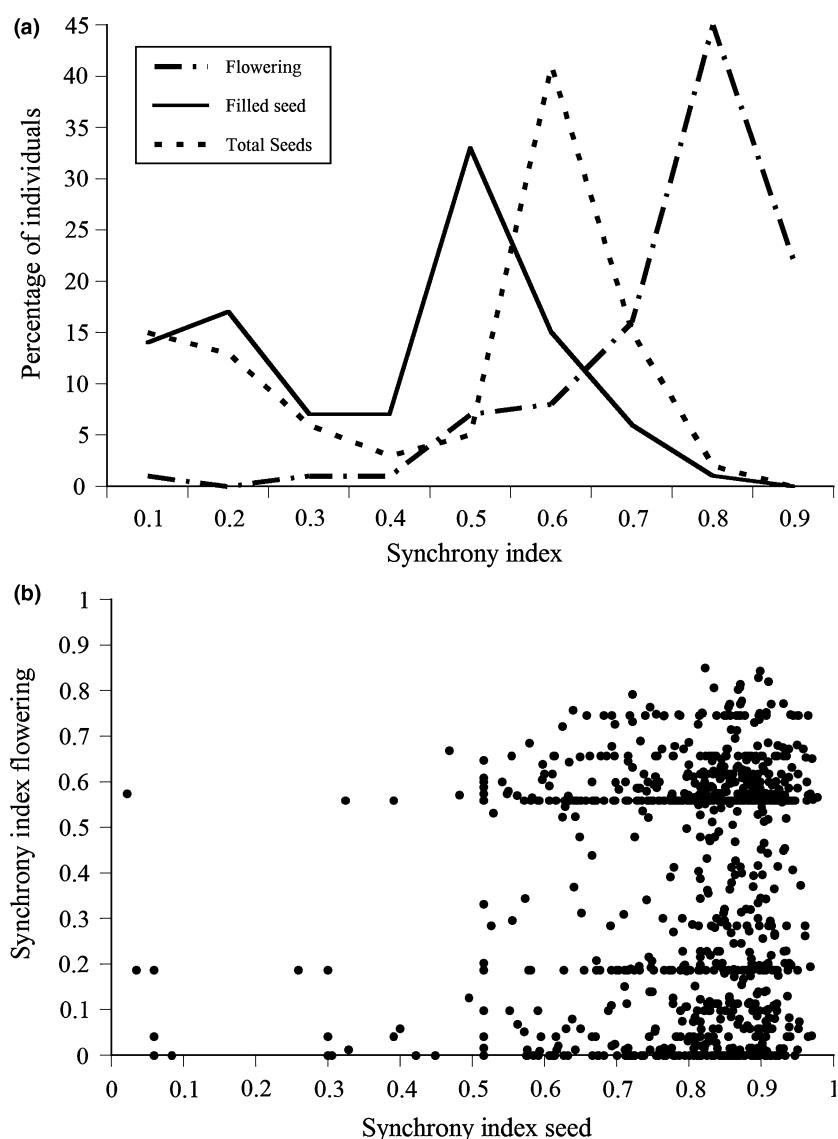 (a)
45
40
35
30
25
20
15
10
5
0
Percentage of individuals
Flowering
Filled seed
Total Seeds
0.1 0.2 0.3 0.4 0.5 0.6 0.7 0.8 0.9
Synchrony index
(b)
1
0.9
0.8
0.7
0.6
0.5
0.4
0.3
0.2
0.1
0
Synchrony index flowering
0 0.1 0.2 0.3 0.4 0.5 0.6 0.7 0.8 0.9 1
Synchrony index seed